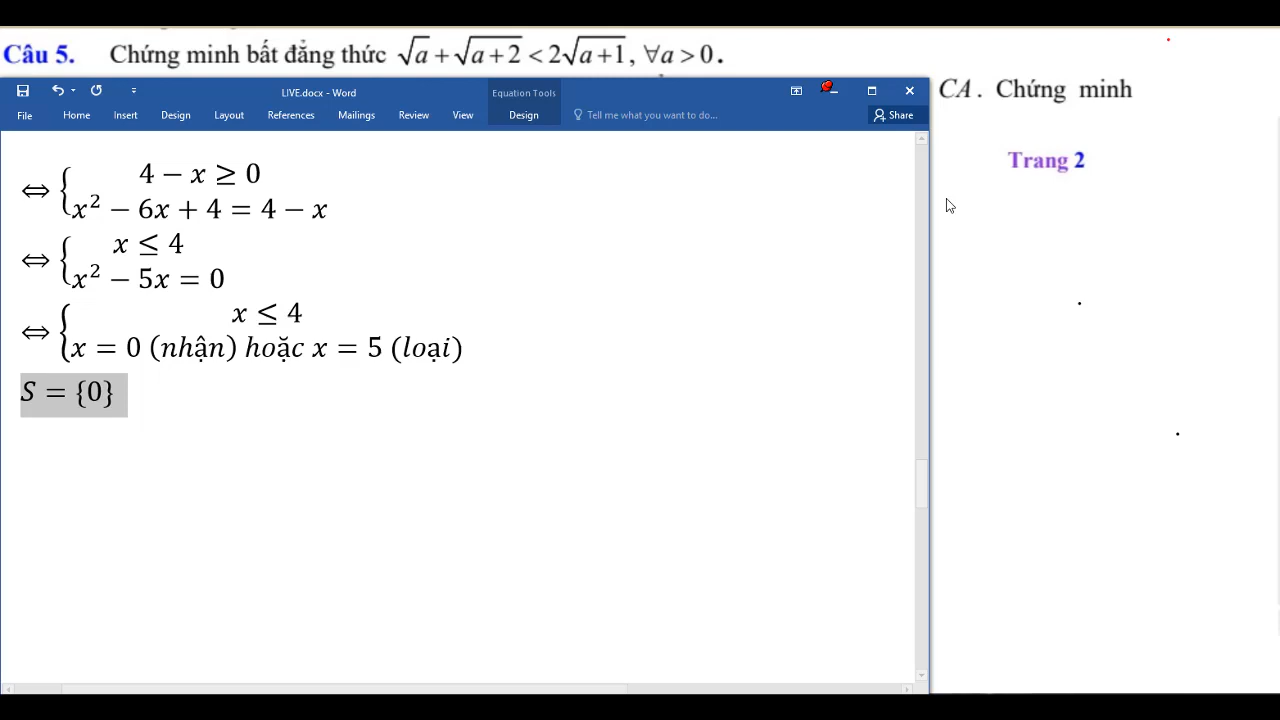 Câu 5. Chứng minh bất đẳng thức √a + √(a+2) < 2√(a+1), ∀a > 0.
CA. Chứng minh
LIVE.docx - Word
Equation Tools
File Home Insert Design Layout References Mailings Review View Design Tell me what you want to do... Share
Trang 2
⇔ { 4 − x ≥ 0
x² − 6x + 4 = 4 − x
⇔ { x ≤ 4
x² − 5x = 0
⇔ { x ≤ 4
x = 0 (nhận) hoặc x = 5 (loại)
S = {0}